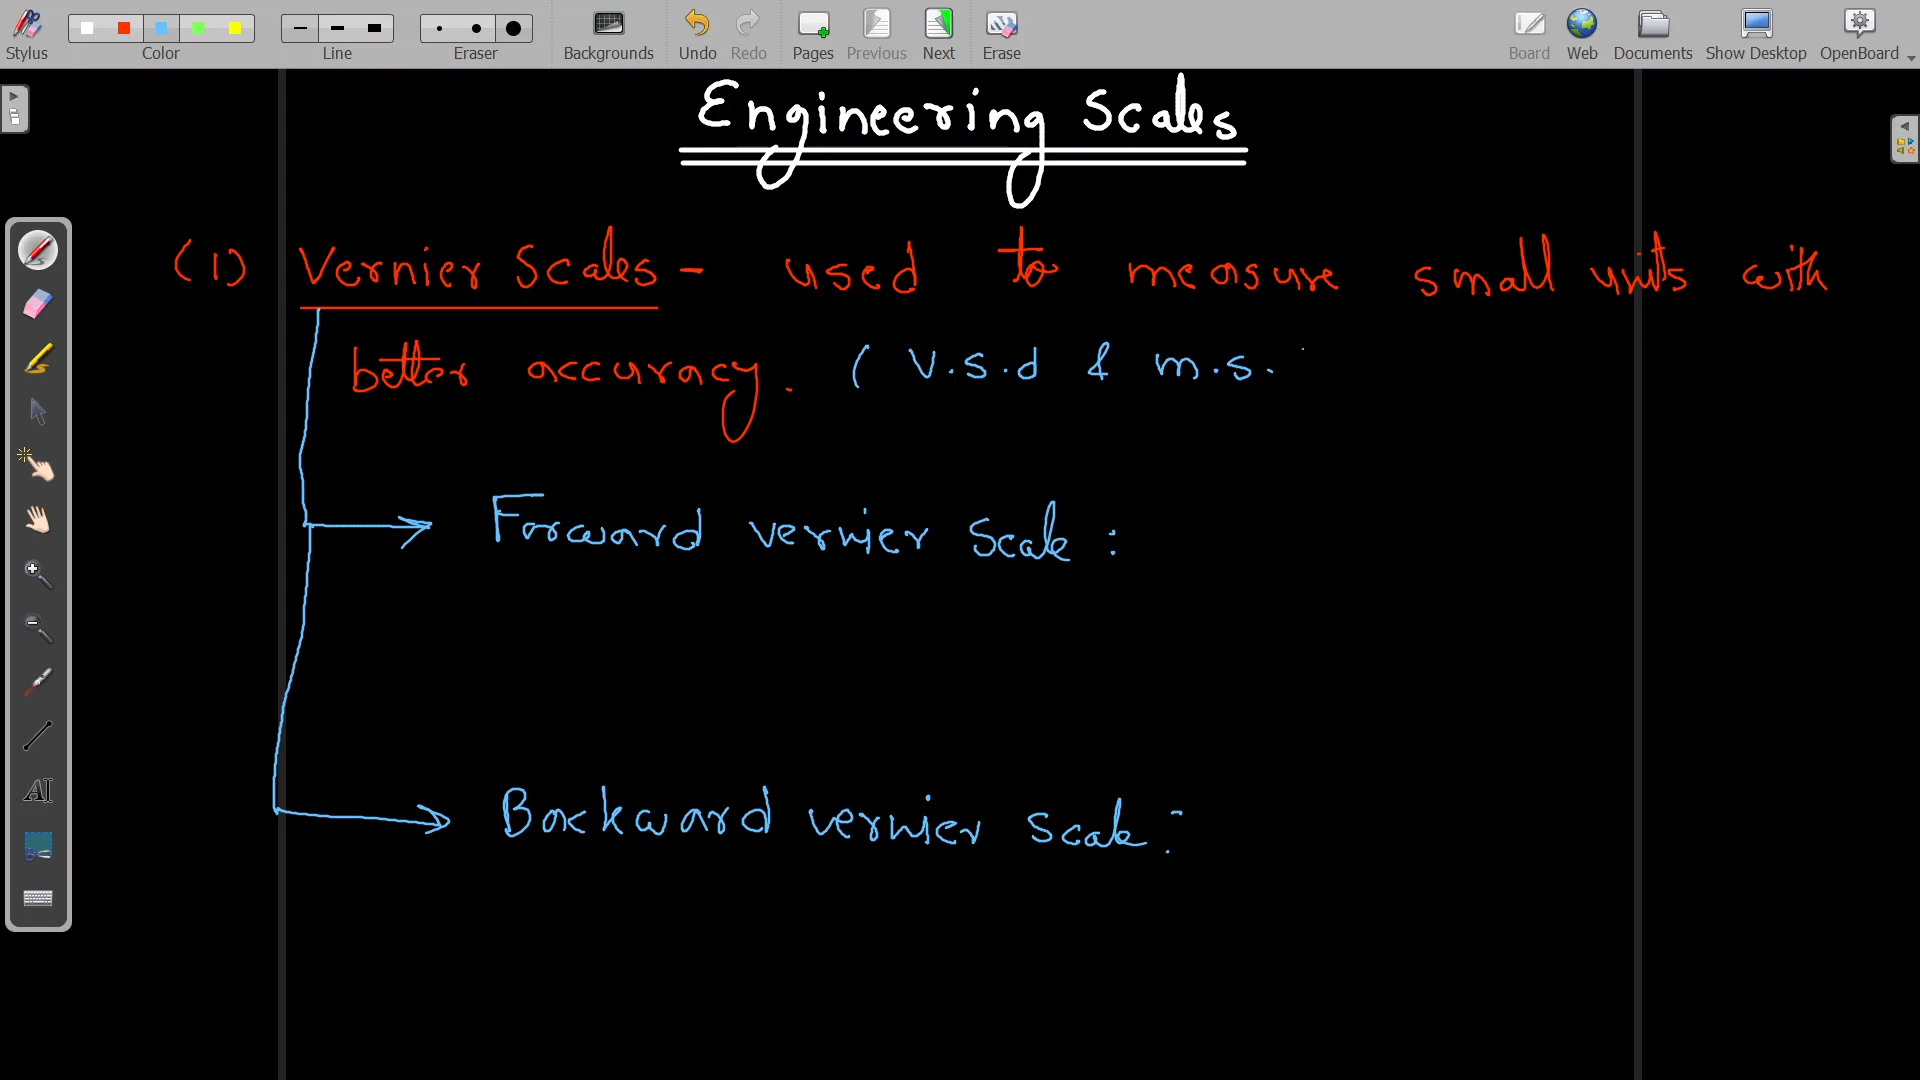 Stylus Color Line Eraser Backgrounds Undo Redo Pages Previous Next Erase Board Web Documents Show Desktop OpenBoard
Engineering Scales
(1) Vernier Scales - used to measure small units with
better accuracy. ( V.S.d & m.s.
Forward vernier Scale :
Backward vernier scale :